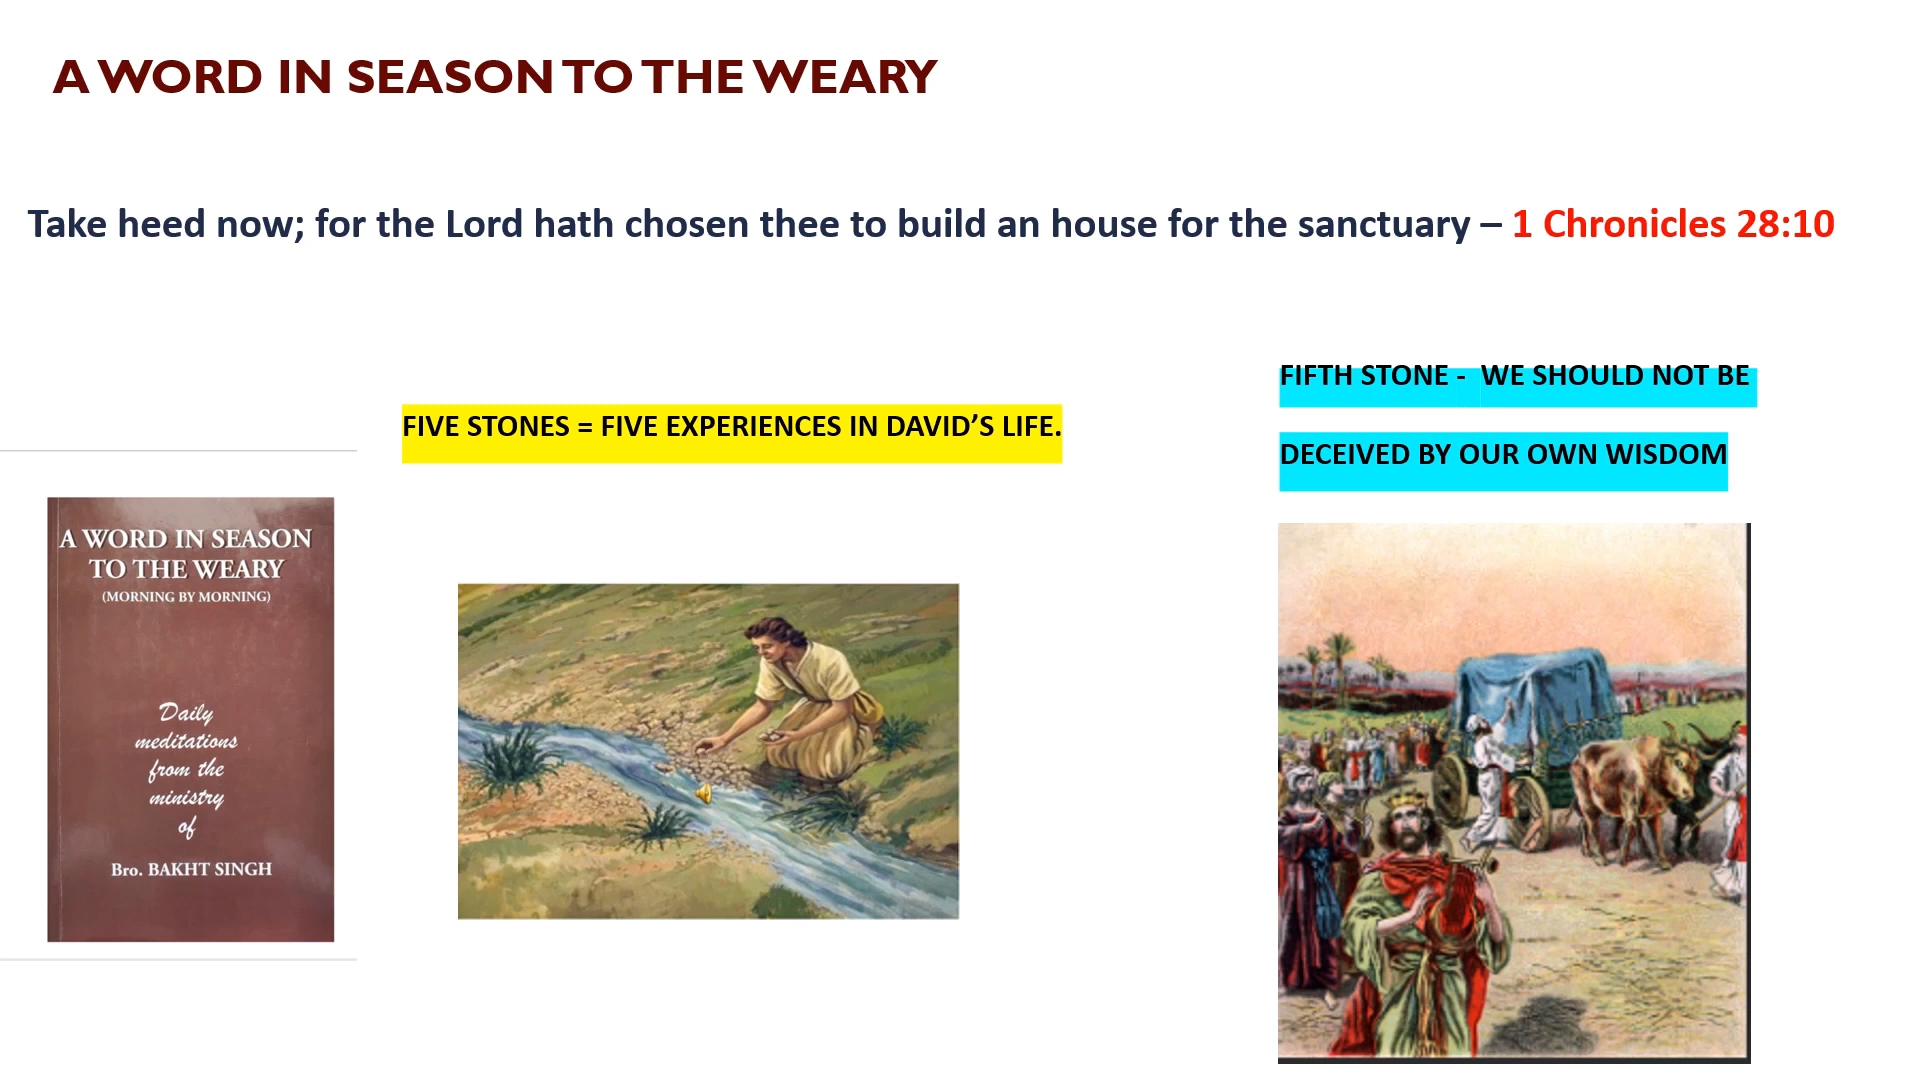 A WORD IN SEASON TO THE WEARY
Take heed now; for the Lord hath chosen thee to build an house for the sanctuary – 1 Chronicles 28:10
FIVE STONES = FIVE EXPERIENCES IN DAVID’S LIFE.
FIFTH STONE -  WE SHOULD NOT BE
DECEIVED BY OUR OWN WISDOM
A WORD IN SEASON
TO THE WEARY
(MORNING BY MORNING)
Daily
meditations
from the
ministry
of
Bro. BAKHT SINGH